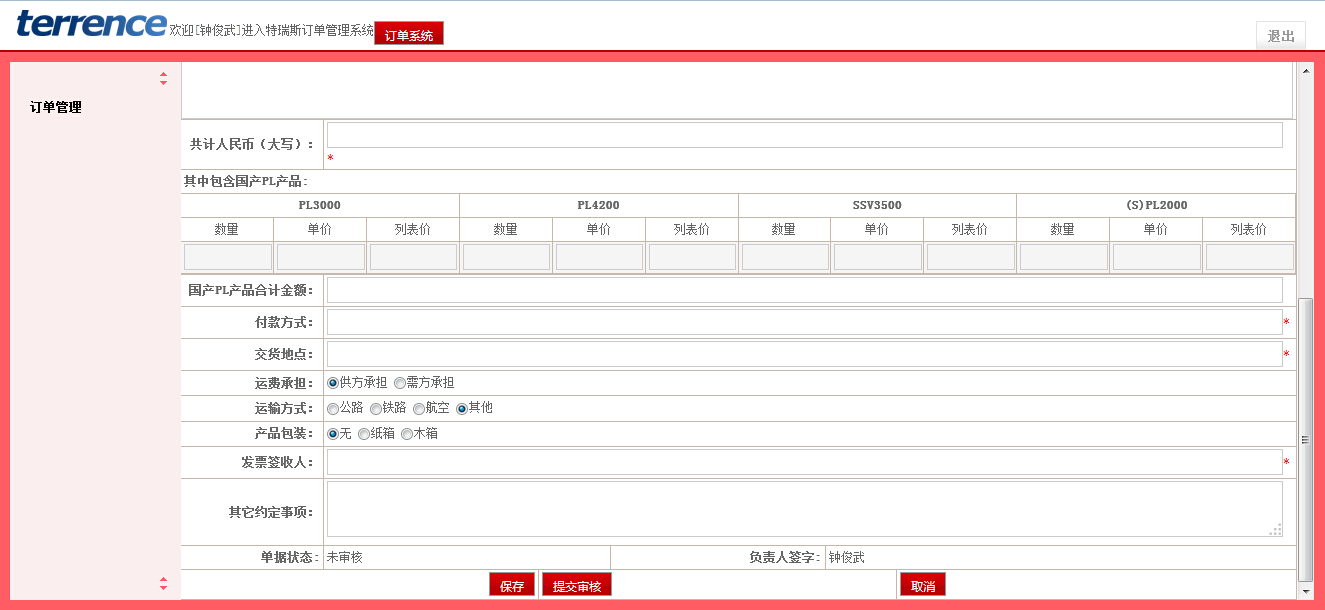 terrence 欢迎[钟俊武]进入特瑞斯订单管理系统 订单系统 退出
订单管理
共计人民币（大写）：
*
其中包含国产PL产品：
PL3000 PL4200 SSV3500 (S)PL2000
数量 单价 列表价 数量 单价 列表价 数量 单价 列表价 数量 单价 列表价
国产PL产品合计金额：
付款方式： *
交货地点： *
运费承担： 供方承担 需方承担
运输方式： 公路 铁路 航空 其他
产品包装： 无 纸箱 木箱
发票签收人： *
其它约定事项：
单据状态： 未审核 负责人签字： 钟俊武
保存 提交审核 取消